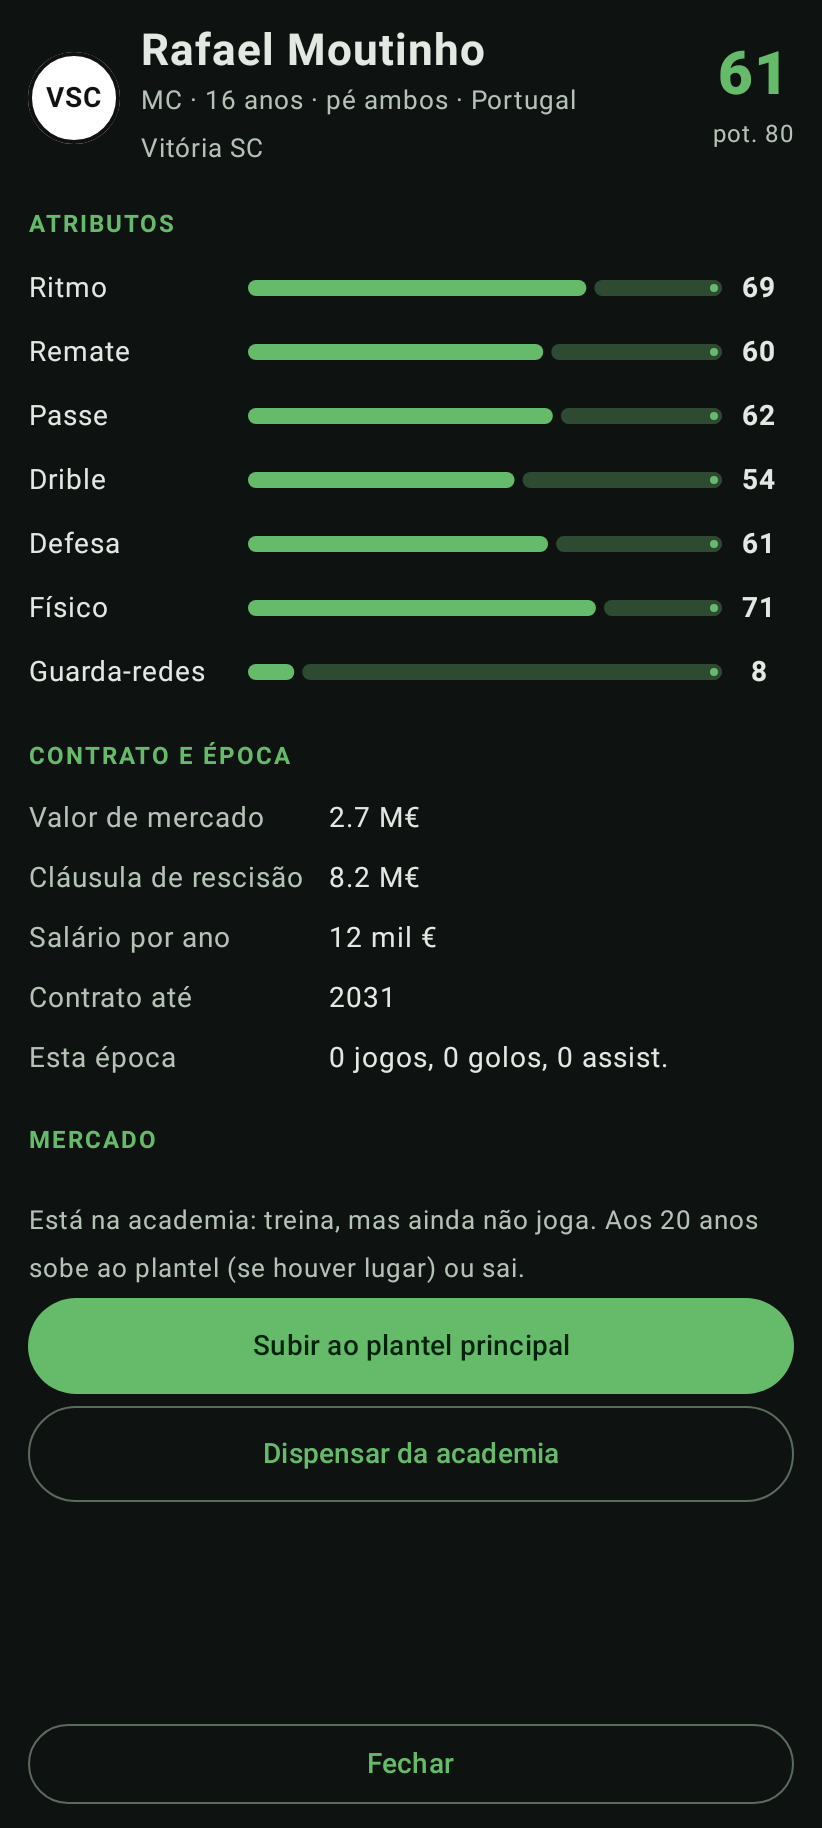 VSC
Rafael Moutinho
MC · 16 anos · pé ambos · Portugal
Vitória SC
61
pot. 80
ATRIBUTOS
Ritmo 69
Remate 60
Passe 62
Drible 54
Defesa 61
Físico 71
Guarda-redes 8
CONTRATO E ÉPOCA
Valor de mercado 2.7 M€
Cláusula de rescisão 8.2 M€
Salário por ano 12 mil €
Contrato até 2031
Esta época 0 jogos, 0 golos, 0 assist.
MERCADO
Está na academia: treina, mas ainda não joga. Aos 20 anos
sobe ao plantel (se houver lugar) ou sai.
Subir ao plantel principal
Dispensar da academia
Fechar